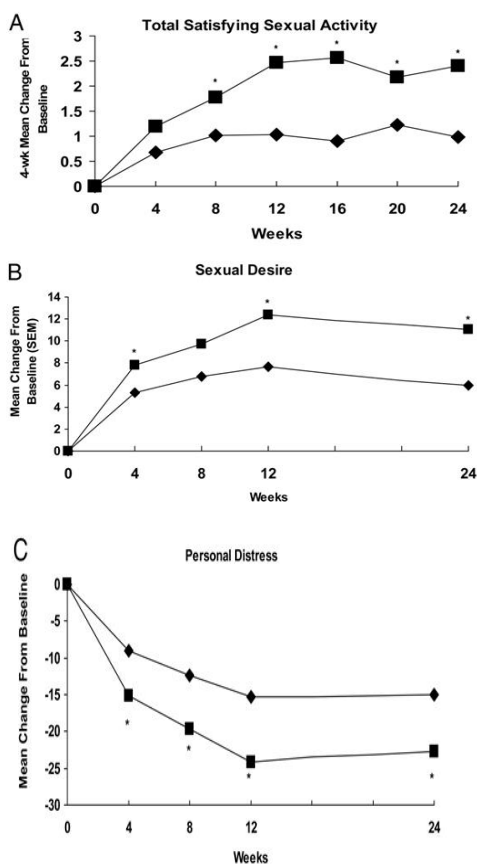 A
Total Satisfying Sexual Activity
4-wk Mean Change From
Baseline
3
2.5
2
1.5
1
0.5
0
* * * * *
0 4 8 12 16 20 24
Weeks
B
Sexual Desire
Mean Change From
Baseline (SEM)
14
12
10
8
6
4
2
0
* * *
0 4 8 12 24
Weeks
C
Personal Distress
Mean Change From Baseline
0
-5
-10
-15
-20
-25
-30
* * * *
0 4 8 12 24
Weeks